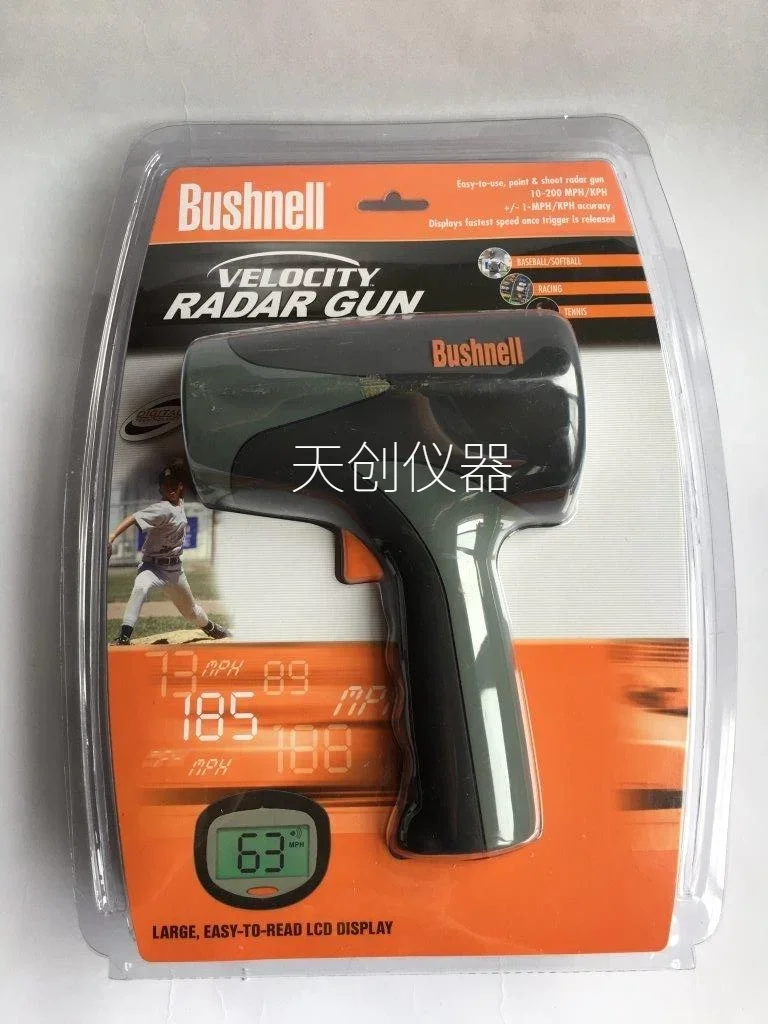 Bushnell
Easy-to-use, point & shoot radar gun
10-200 MPH/KPH
+/- 1-MPH/KPH accuracy
Displays fastest speed once trigger is released
VELOCITY
RADAR GUN
BASEBALL/SOFTBALL
RACING
TENNIS
Bushnell
DIGITAL
天创仪器
73 MPH 89
185 MPH
188
MPH
63 MPH
LARGE, EASY-TO-READ LCD DISPLAY